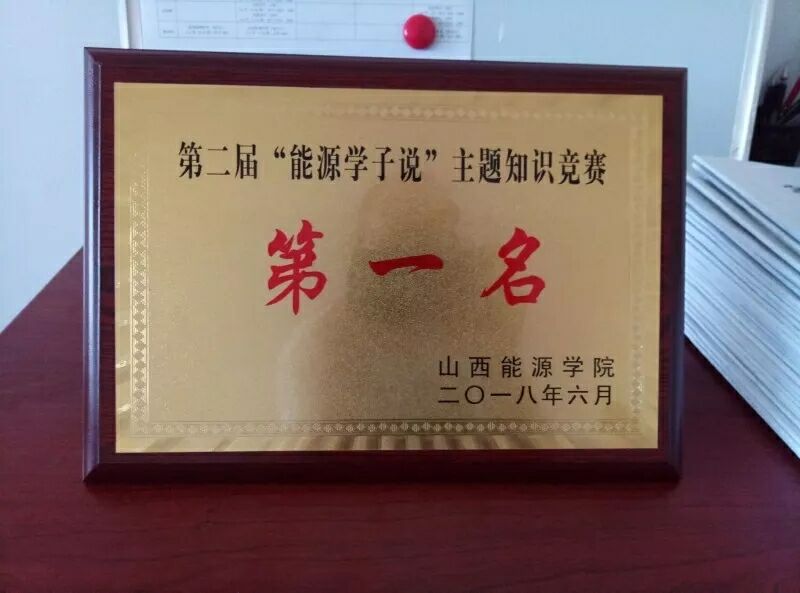 第二届“能源学子说”主题知识竞赛
第一名
山西能源学院
二〇一八年六月